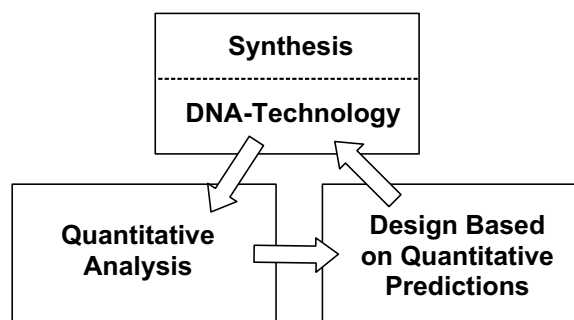 Synthesis
DNA-Technology
Quantitative
Analysis
Design Based
on Quantitative
Predictions